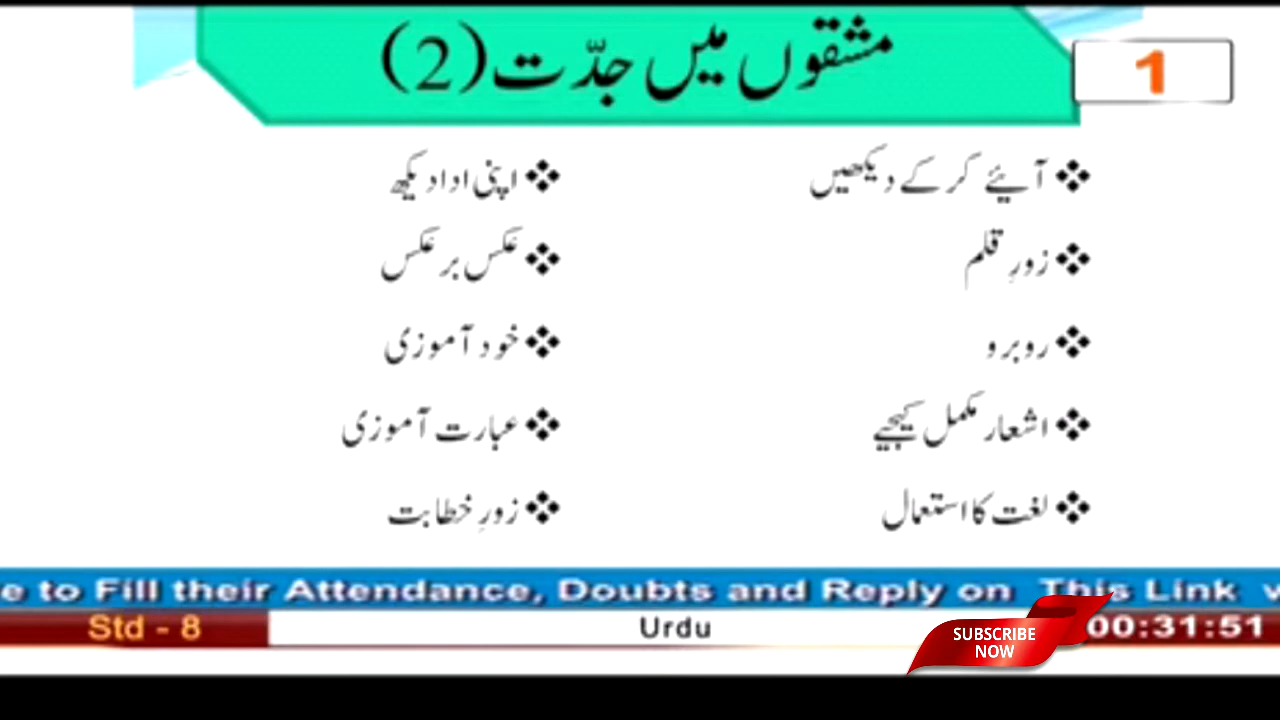 مشقوں میں جدّت (2)
1
آیئے کر کے دیکھیں
اپنی ادا دیکھ
زورِ قلم
عکس بر عکس
روبرو
خود آموزی
اشعار مکمل کیجیے
عبارت آموزی
لغت کا استعمال
زورِ خطابت
e to Fill their Attendance, Doubts and Reply on This Link
Std - 8
Urdu
SUBSCRIBE
NOW
00:31:51